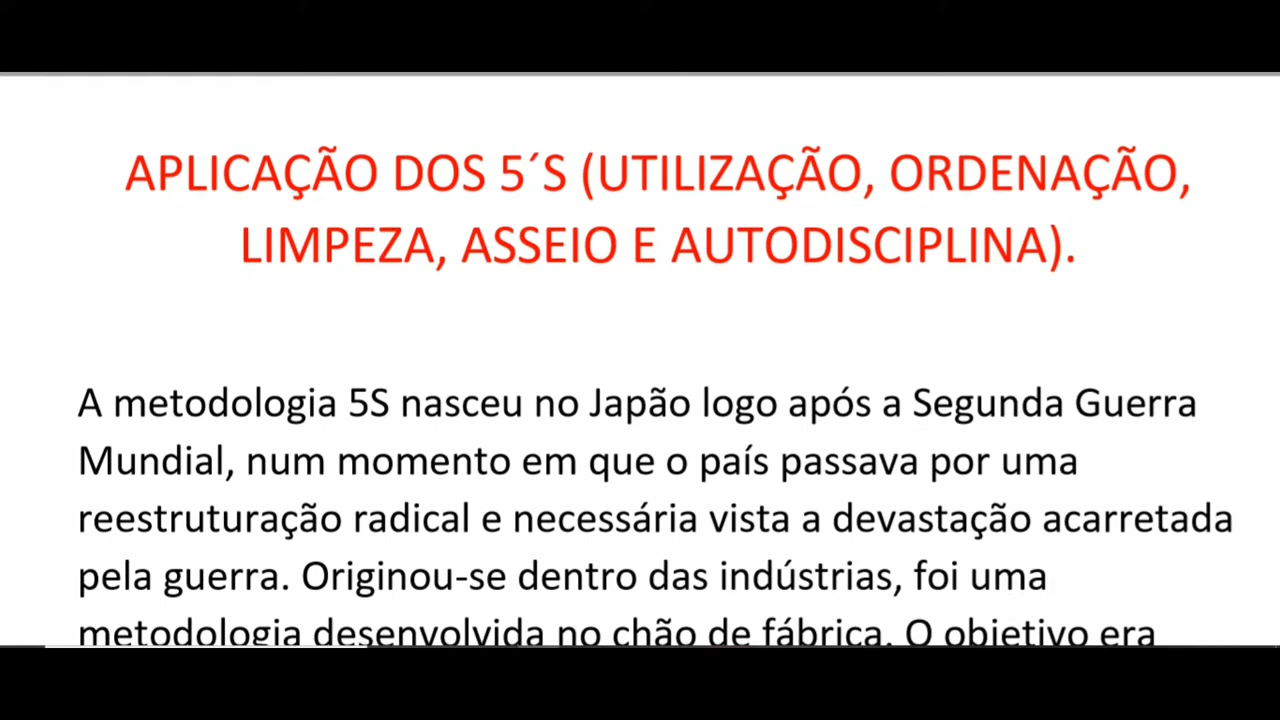 APLICAÇÃO DOS 5´S (UTILIZAÇÃO, ORDENAÇÃO,
LIMPEZA, ASSEIO E AUTODISCIPLINA).
A metodologia 5S nasceu no Japão logo após a Segunda Guerra
Mundial, num momento em que o país passava por uma
reestruturação radical e necessária vista a devastação acarretada
pela guerra. Originou-se dentro das indústrias, foi uma
metodologia desenvolvida no chão de fábrica. O objetivo era